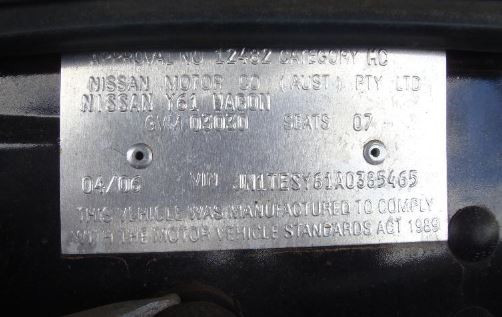 APPROVAL NO 12482 CATEGORY MC
NISSAN MOTOR CO (AUST) PTY LTD
NISSAN Y61 WAGON
GVM 03030 SEATS 07
04/06 VIN JN1TESY61A0385465
THIS VEHICLE WAS MANUFACTURED TO COMPLY
WITH THE MOTOR VEHICLE STANDARDS ACT 1989